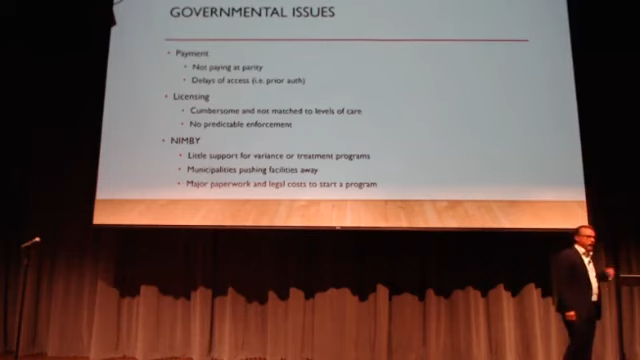 GOVERNMENTAL ISSUES
• Payment
• Not paying at parity
• Delays of access (i.e. prior auth)
• Licensing
• Cumbersome and not matched to levels of care
• No predictable enforcement
• NIMBY
• Little support for variance or treatment programs
• Municipalities pushing facilities away
• Major paperwork and legal costs to start a program